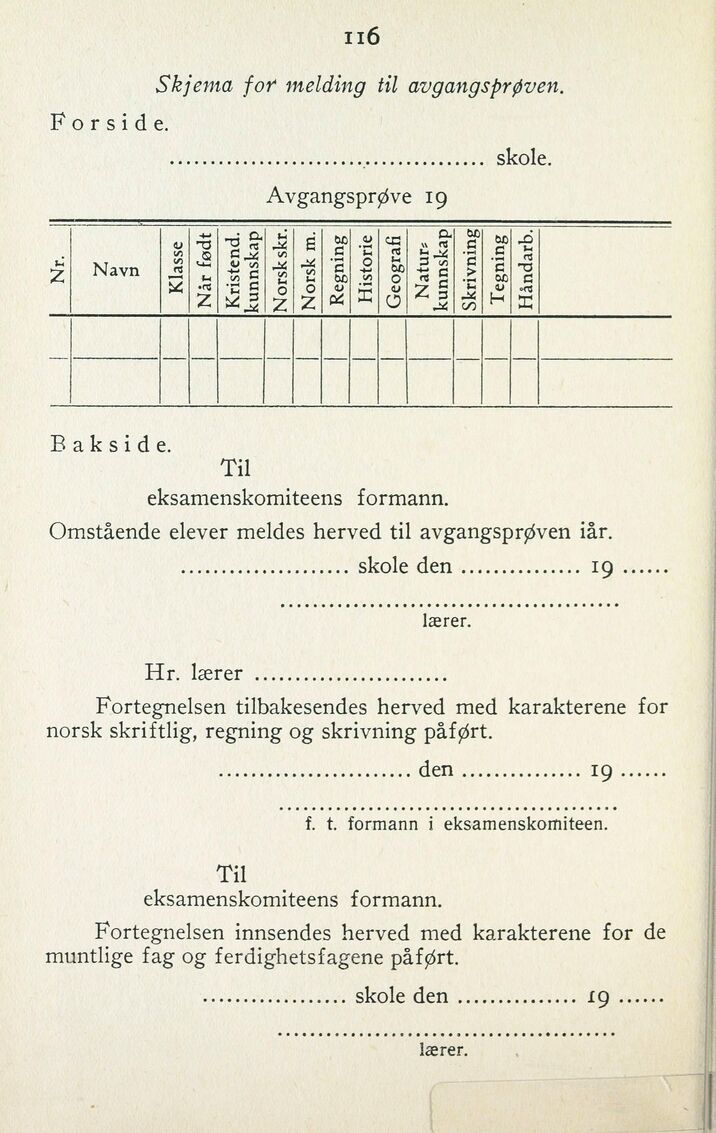 116
Skjema for melding til avgangsprøven.
Forside.
........................................ skole.
Avgangsprøve 19
Nr. Navn Klasse Når født Kristend. kunnskap Norsk skr. Norsk m. Regning Historie Geografi Natur- kunnskap Skrivning Tegning Håndarb.
Bakside.
Til
eksamenskomiteens formann.
Omstående elever meldes herved til avgangsprøven iår.
..................... skole den ............... 19 ......
...........................................
lærer.
Hr. lærer .........................
Fortegnelsen tilbakesendes herved med karakterene for
norsk skriftlig, regning og skrivning påført.
......................... den ............... 19 ......
...........................................
f. t. formann i eksamenskomiteen.
Til
eksamenskomiteens formann.
Fortegnelsen innsendes herved med karakterene for de
muntlige fag og ferdighetsfagene påført.
.................. skole den ............... 19 ......
...........................................
lærer.